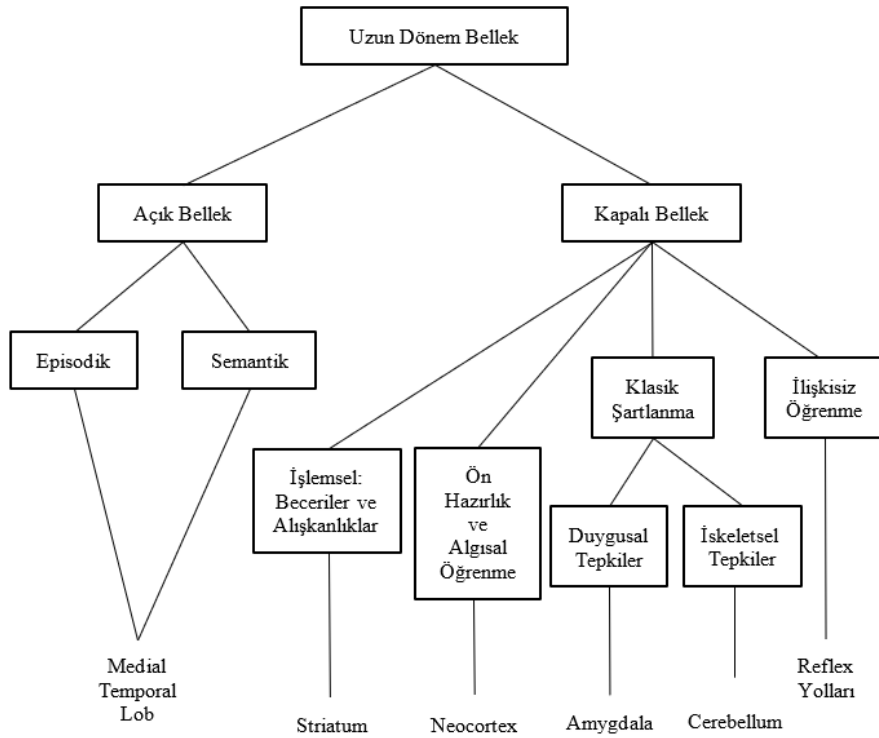 Uzun Dönem Bellek
Açık Bellek
Kapalı Bellek
Episodik
Semantik
Klasik
Şartlanma
İlişkisiz
Öğrenme
İşlemsel:
Beceriler ve
Alışkanlıklar
Ön
Hazırlık
ve
Algısal
Öğrenme
Duygusal
Tepkiler
İskeletsel
Tepkiler
Medial
Temporal
Lob
Striatum
Neocortex
Amygdala
Cerebellum
Reflex
Yolları